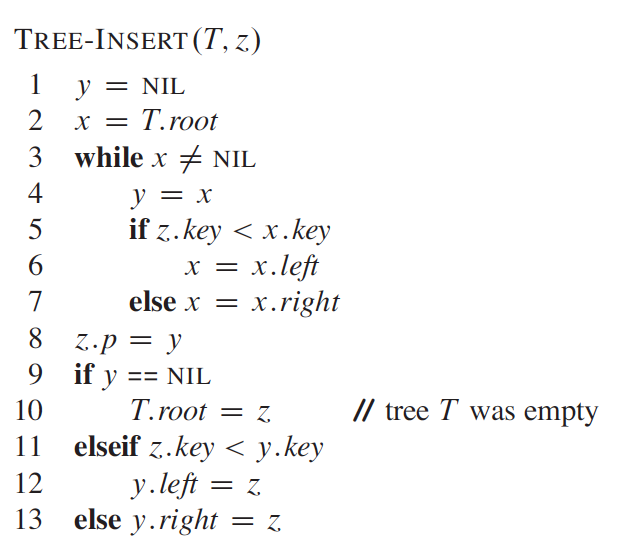 TREE-INSERT(T, z)
1 y = NIL
2 x = T.root
3 while x ≠ NIL
4 y = x
5 if z.key < x.key
6 x = x.left
7 else x = x.right
8 z.p = y
9 if y == NIL
10 T.root = z // tree T was empty
11 elseif z.key < y.key
12 y.left = z
13 else y.right = z